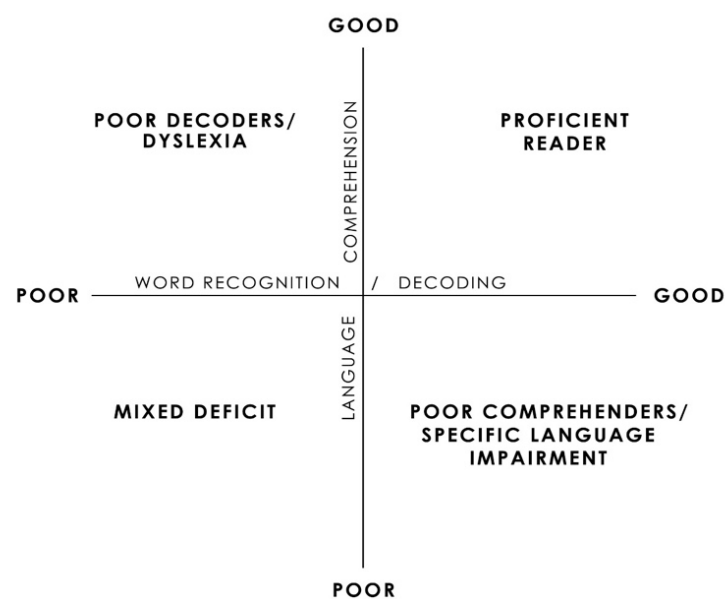 GOOD
POOR DECODERS/
DYSLEXIA
PROFICIENT
READER
COMPREHENSION
WORD RECOGNITION / DECODING
POOR
GOOD
LANGUAGE
MIXED DEFICIT
POOR COMPREHENDERS/
SPECIFIC LANGUAGE
IMPAIRMENT
POOR